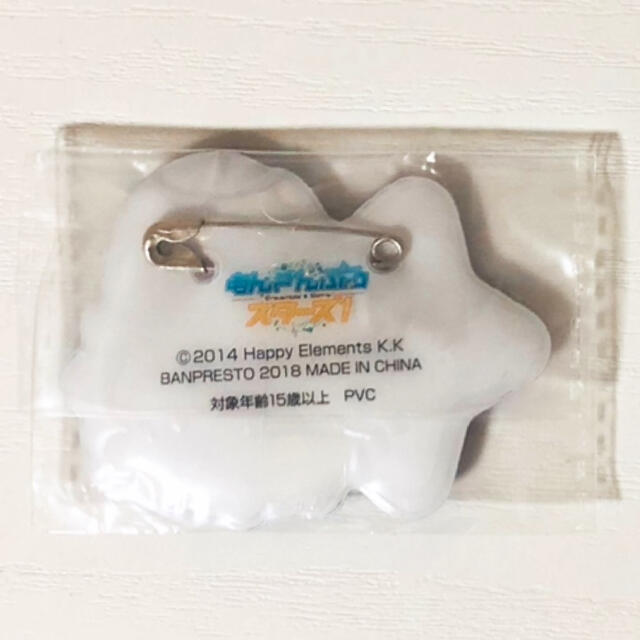 あんさんぶる
スターズ!
©2014 Happy Elements K.K
BANPRESTO 2018 MADE IN CHINA
対象年齢15歳以上 PVC